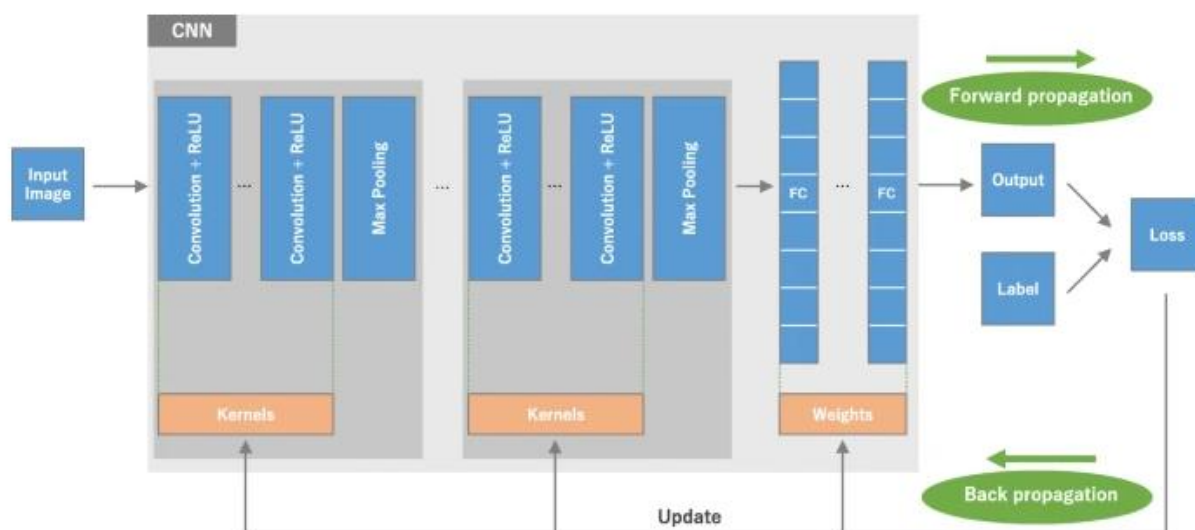 CNN
Input
Image
Convolution + ReLU
...
Convolution + ReLU
Max Pooling
...
Convolution + ReLU
...
Convolution + ReLU
Max Pooling
FC
...
FC
Forward propagation
Output
Label
Loss
Kernels
Kernels
Weights
Back propagation
Update